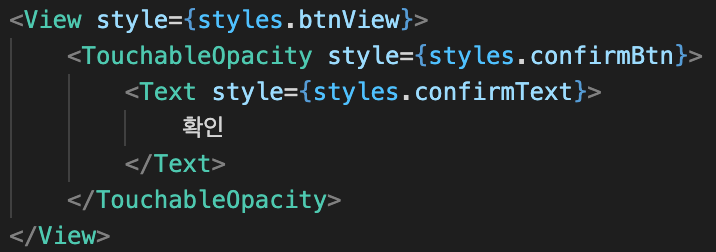 <View style={styles.btnView}>
    <TouchableOpacity style={styles.confirmBtn}>
        <Text style={styles.confirmText}>
            확인
        </Text>
    </TouchableOpacity>
</View>